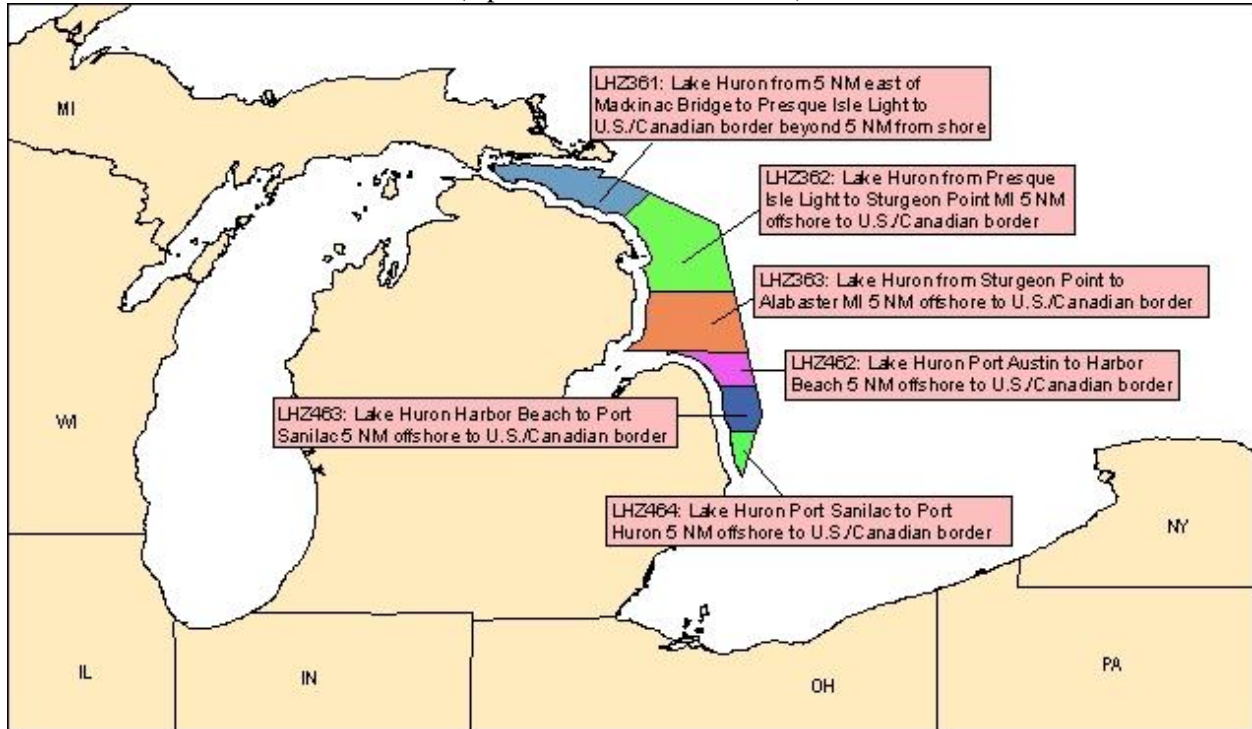 LHZ361: Lake Huron from 5 NM east of
Mackinac Bridge to Presque Isle Light to
U.S./Canadian border beyond 5 NM from shore
MI
LHZ362: Lake Huron from Presque
Isle Light to Sturgeon Point MI 5 NM
offshore to U.S./Canadian border
LHZ363: Lake Huron from Sturgeon Point to
Alabaster MI 5 NM offshore to U.S./Canadian border
LHZ462: Lake Huron Port Austin to Harbor
Beach 5 NM offshore to U.S./Canadian border
LHZ463: Lake Huron Harbor Beach to Port
Sanilac 5 NM offshore to U.S./Canadian border
WI
LHZ464: Lake Huron Port Sanilac to Port
Huron 5 NM offshore to U.S./Canadian border
NY
IL
IN
OH
PA